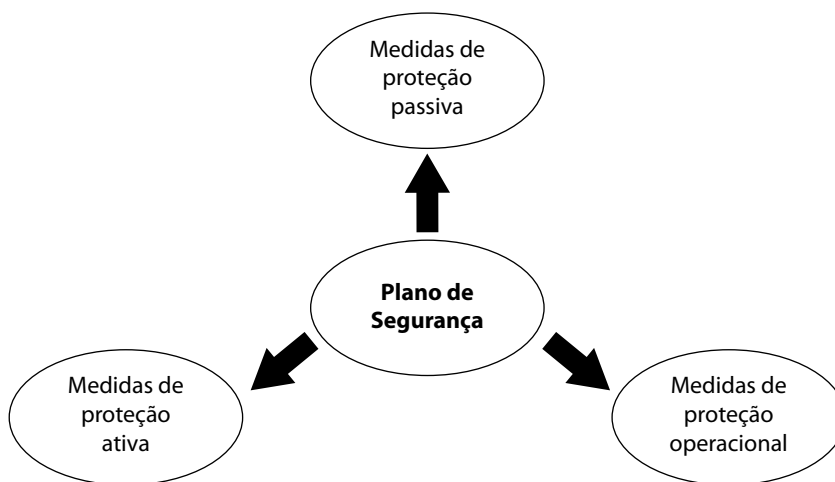 Medidas de
proteção
passiva
Plano de
Segurança
Medidas de
proteção
ativa
Medidas de
proteção
operacional